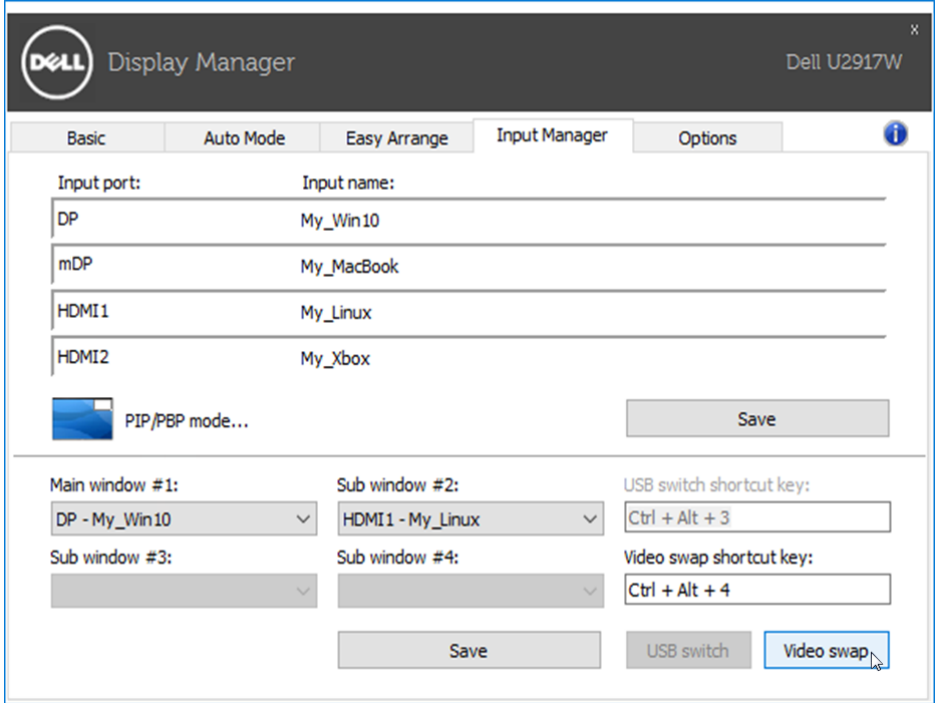 x
DELL Display Manager Dell U2917W
Basic Auto Mode Easy Arrange Input Manager Options i
Input port: Input name:
DP My_Win10
mDP My_MacBook
HDMI1 My_Linux
HDMI2 My_Xbox
PIP/PBP mode... Save
Main window #1: Sub window #2: USB switch shortcut key:
DP - My_Win10 HDMI1 - My_Linux Ctrl + Alt + 3
Sub window #3: Sub window #4: Video swap shortcut key:
Ctrl + Alt + 4
Save USB switch Video swap